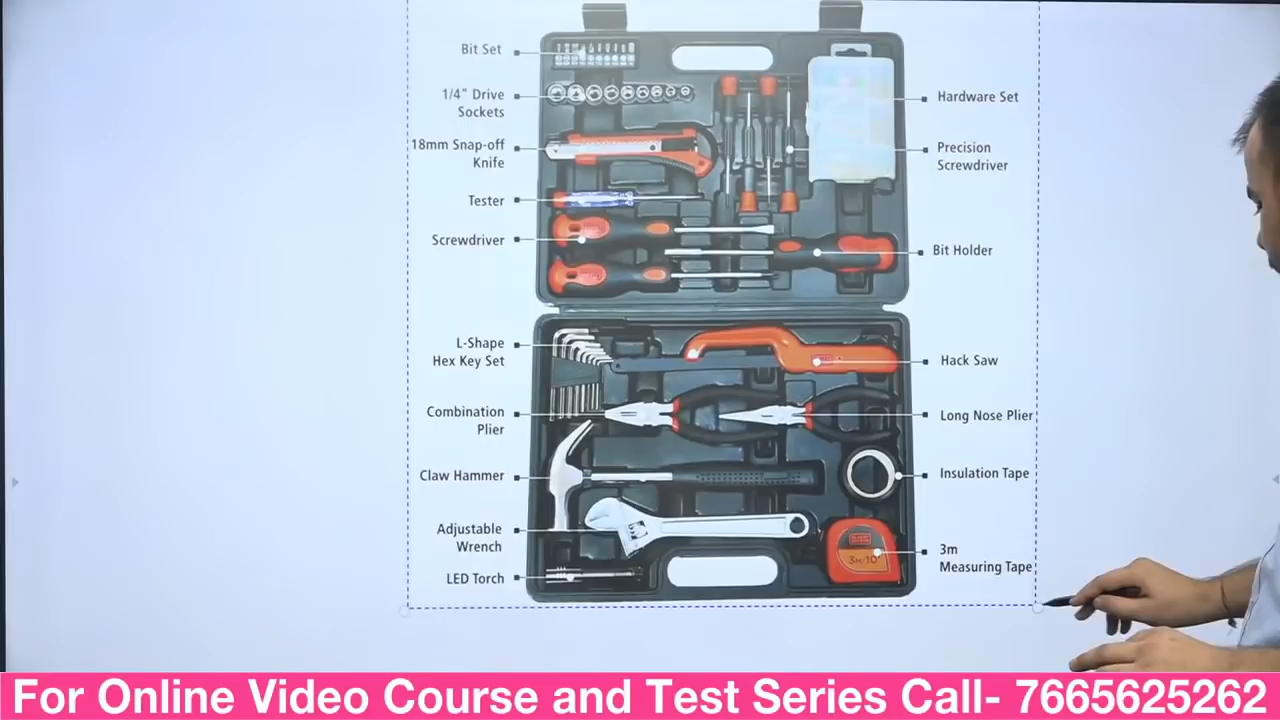 Bit Set
1/4" Drive
Sockets
18mm Snap-off
Knife
Tester
Screwdriver
Hardware Set
Precision
Screwdriver
Bit Holder
L-Shape
Hex Key Set
Combination
Plier
Claw Hammer
Adjustable
Wrench
LED Torch
Hack Saw
Long Nose Plier
Insulation Tape
3m
Measuring Tape
3m/10'
For Online Video Course and Test Series Call- 7665625262